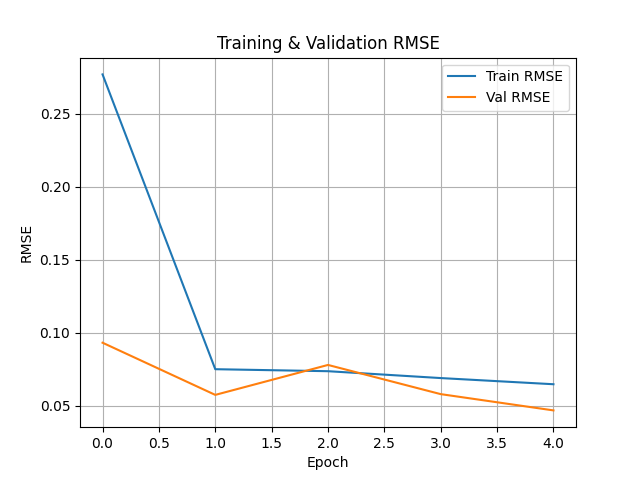 Training & Validation RMSE
Train RMSE
Val RMSE
0.25
0.20
0.15
0.10
0.05
RMSE
0.0 0.5 1.0 1.5 2.0 2.5 3.0 3.5 4.0
Epoch